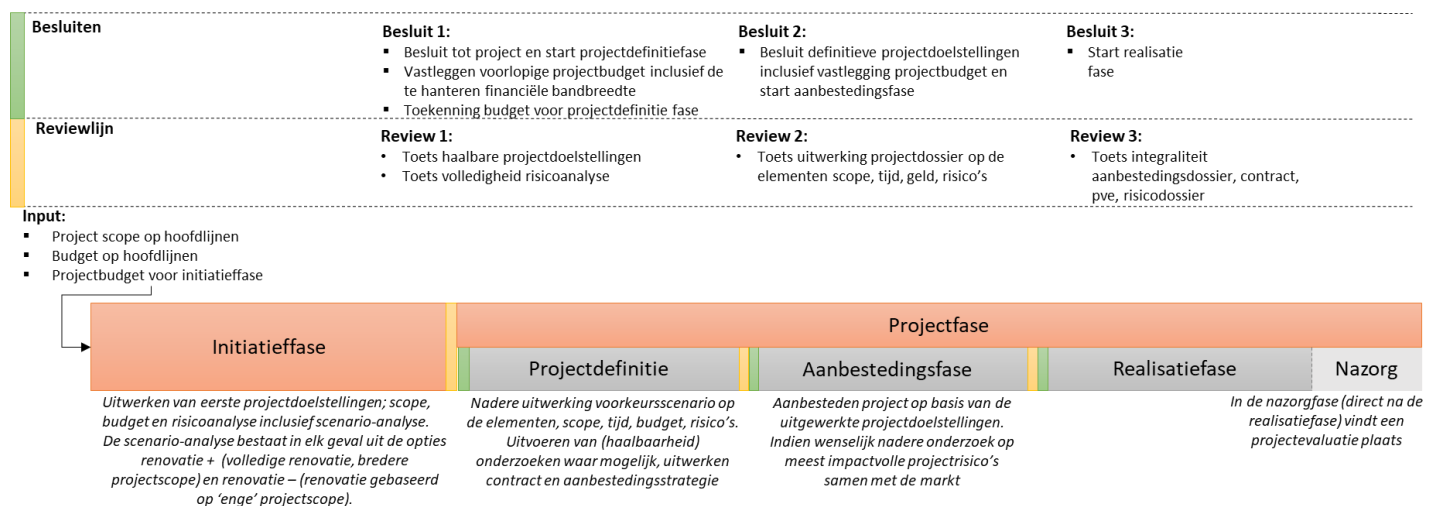 Besluiten
Besluit 1:
▪ Besluit tot project en start projectdefinitiefase
▪ Vastleggen voorlopige projectbudget inclusief de
te hanteren financiële bandbreedte
▪ Toekenning budget voor projectdefinitie fase
Besluit 2:
▪ Besluit definitieve projectdoelstellingen
inclusief vastlegging projectbudget en
start aanbestedingsfase
Besluit 3:
▪ Start realisatie
fase
Reviewlijn
Review 1:
• Toets haalbare projectdoelstellingen
• Toets volledigheid risicoanalyse
Review 2:
• Toets uitwerking projectdossier op de
elementen scope, tijd, geld, risico's
Review 3:
• Toets integraliteit
aanbestedingsdossier, contract,
pve, risicodossier
Input:
▪ Project scope op hoofdlijnen
▪ Budget op hoofdlijnen
▪ Projectbudget voor initiatieffase
Initiatieffase
Projectfase
Projectdefinitie
Aanbestedingsfase
Realisatiefase
Nazorg
Uitwerken van eerste projectdoelstellingen; scope,
budget en risicoanalyse inclusief scenario-analyse.
De scenario-analyse bestaat in elk geval uit de opties
renovatie + (volledige renovatie, bredere
projectscope) en renovatie – (renovatie gebaseerd
op 'enge' projectscope).
Nadere uitwerking voorkeursscenario op
de elementen, scope, tijd, budget, risico's.
Uitvoeren van (haalbaarheid)
onderzoeken waar mogelijk, uitwerken
contract en aanbestedingsstrategie
Aanbesteden project op basis van de
uitgewerkte projectdoelstellingen.
Indien wenselijk nadere onderzoek op
meest impactvolle projectrisico's
samen met de markt
In de nazorgfase (direct na de
realisatiefase) vindt een
projectevaluatie plaats